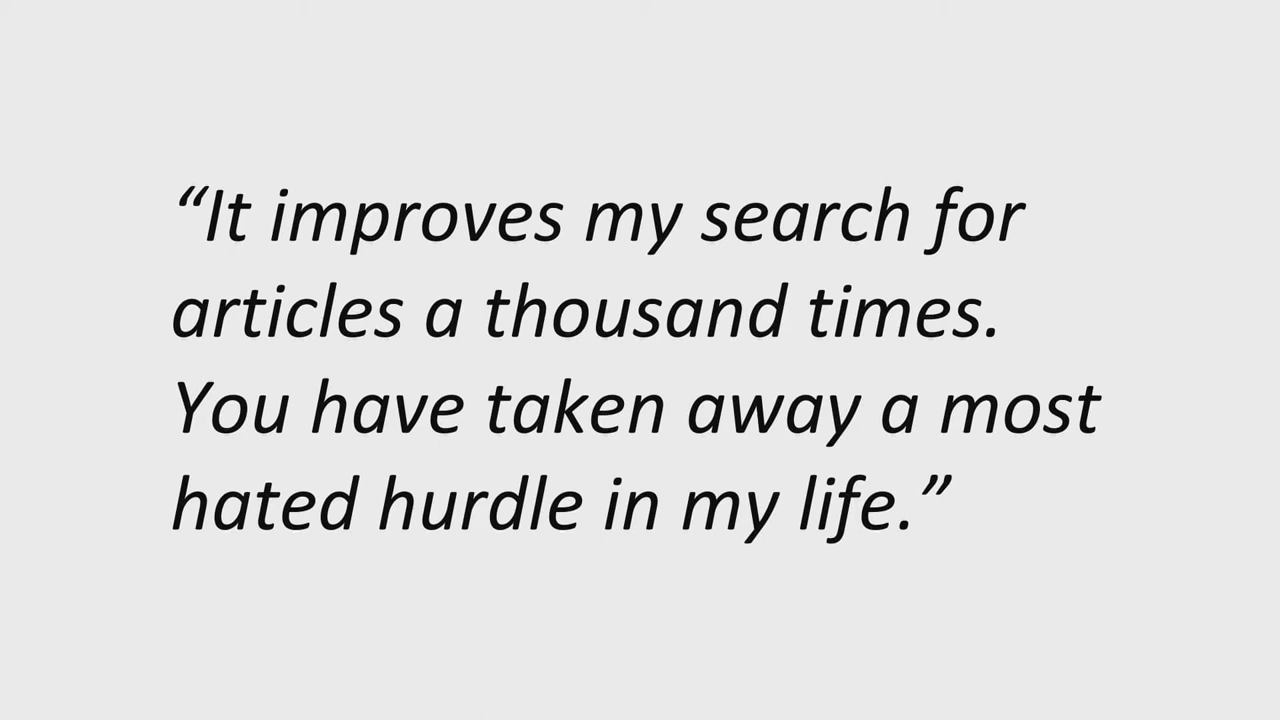 “It improves my search for
articles a thousand times.
You have taken away a most
hated hurdle in my life.”